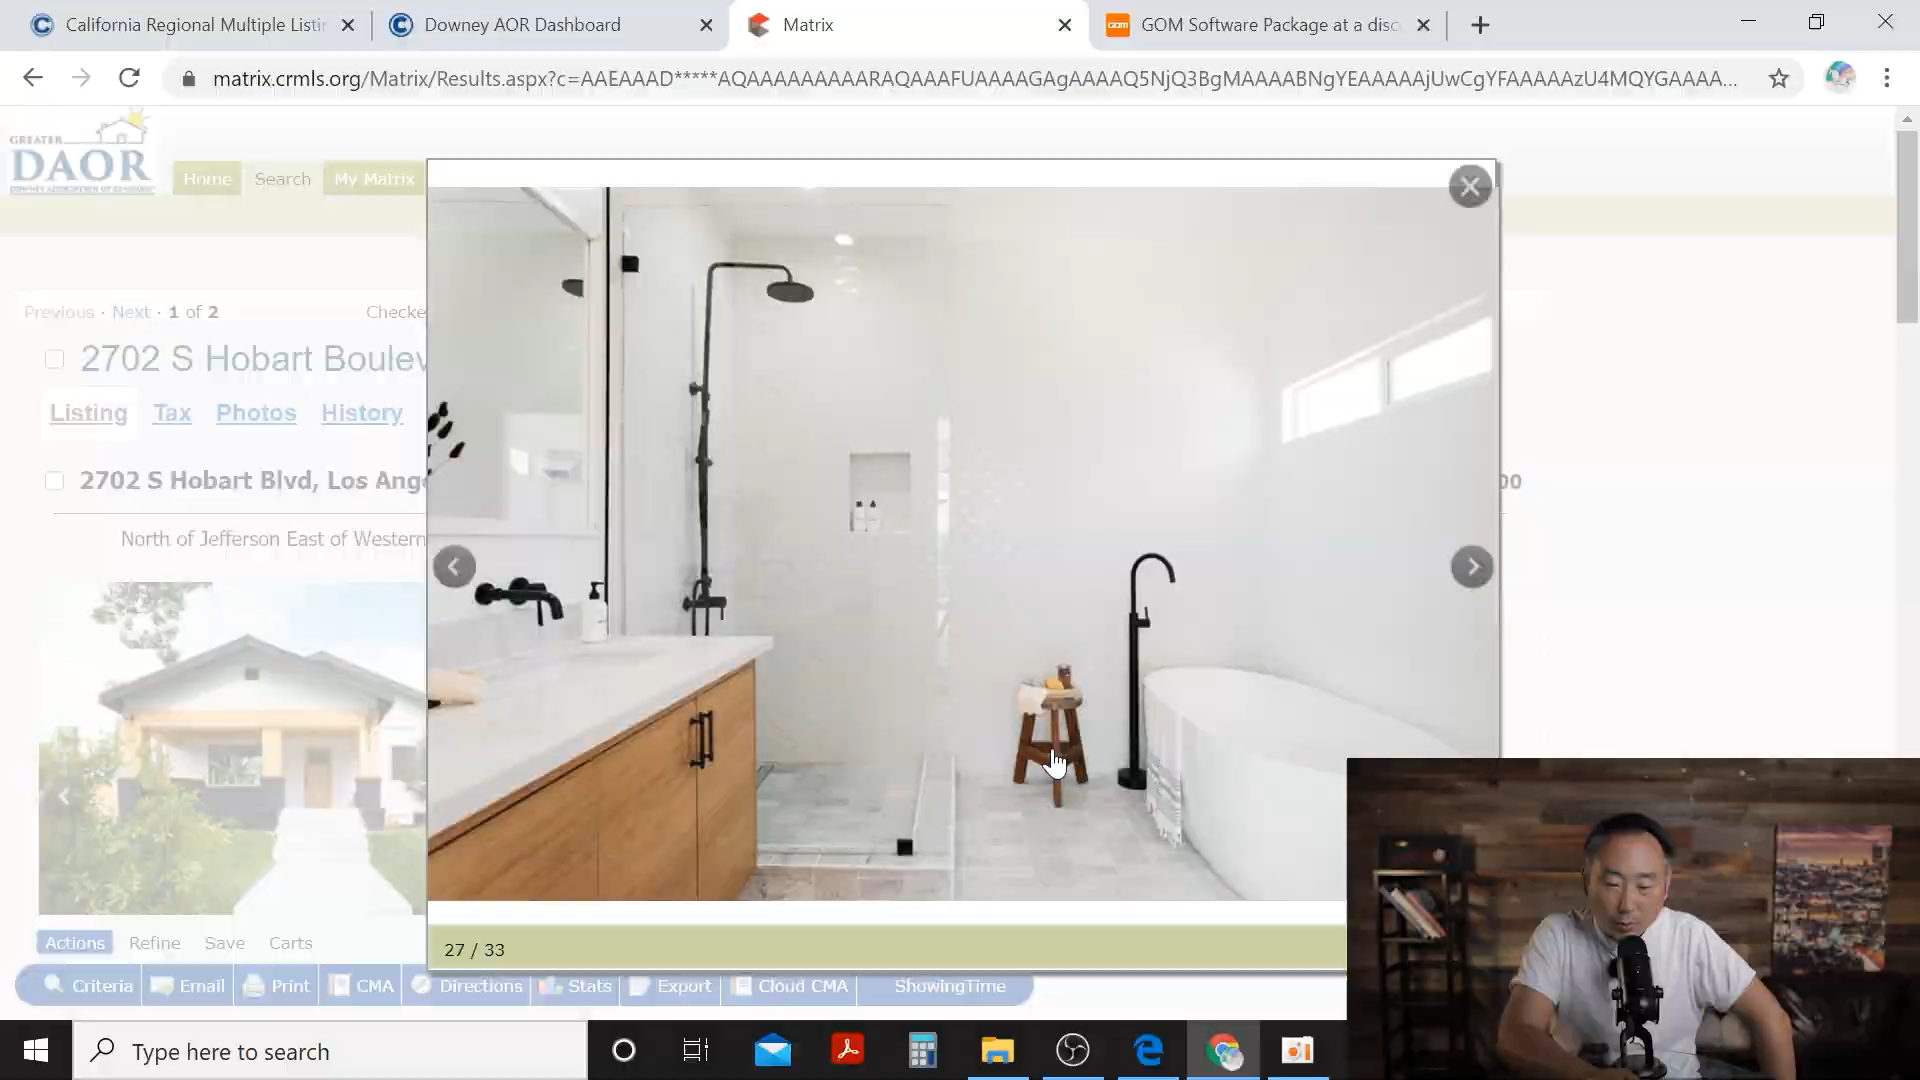 California Regional Multiple Listi
Downey AOR Dashboard
Matrix
GOM Software Package at a disc
matrix.crmls.org/Matrix/Results.aspx?c=AAEAAAD*****AQAAAAAAAAARAQAAAFUAAAAGAgAAAAQ5NjQ3BgMAAAABNgYEAAAAAjUwCgYFAAAAAzU4MQYGAAAA...
GREATER
DAOR
Home
Search
My Matrix
Previous · Next · 1 of 2
Checke
2702 S Hobart Boulev
Listing
Tax
Photos
History
2702 S Hobart Blvd, Los Ange
00
North of Jefferson East of Western
27 / 33
Actions
Refine
Save
Carts
Criteria
Email
Print
CMA
Directions
Stats
Export
Cloud CMA
ShowingTime
Type here to search